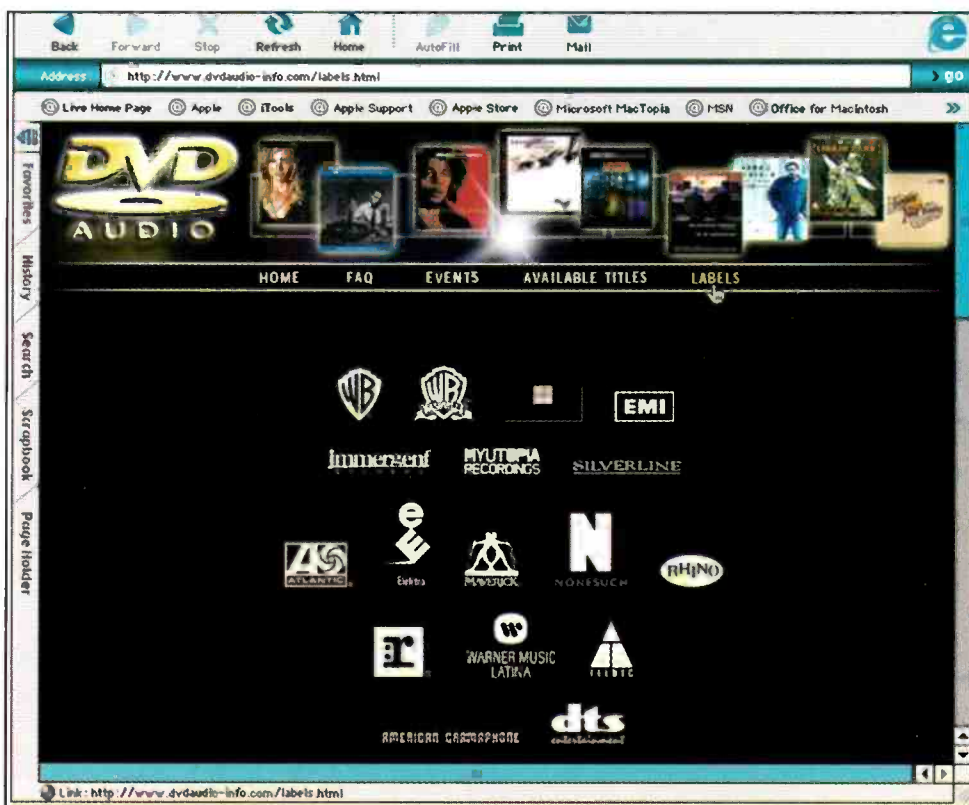 Back Forward Stop Refresh Home AutoFill Print Mail
Address http://www.dvdaudio-info.com/labels.html go
Live Home Page Apple iTools Apple Support Apple Store Microsoft MacTopia MSN Office for Macintosh
Favorites
History
Search
Scrapbook
Page Holder
DVD
AUDIO
HOME FAQ EVENTS AVAILABLE TITLES LABELS
WB WB EMI
immergent MYUTOPIA RECORDINGS SILVERLINE
ATLANTIC Elektra MAVERICK N NONESUCH RHINO
r WARNER MUSIC LATINA
AMERICAN GRAMAPHONE dts entertainment
Link: http://www.dvdaudio-info.com/labels.html